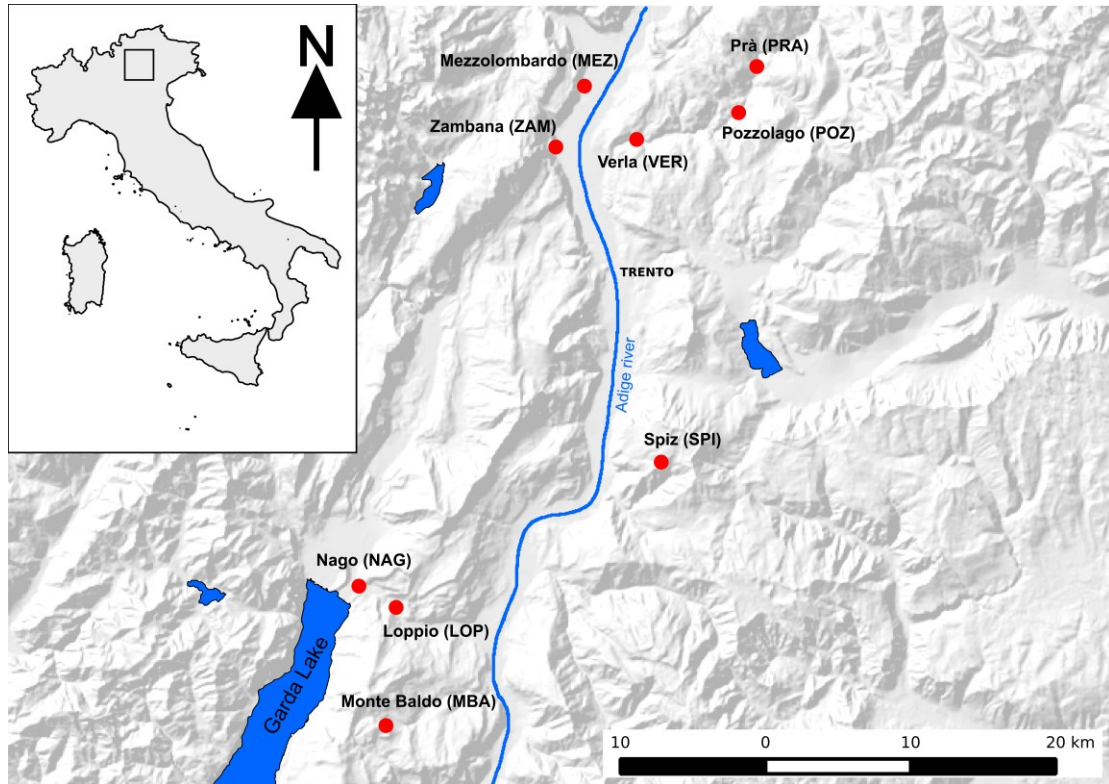 N
Mezzolombardo (MEZ)
Prà (PRA)
Zambana (ZAM)
Verla (VER)
Pozzolago (POZ)
TRENTO
Adige river
Spiz (SPI)
Nago (NAG)
Loppio (LOP)
Garda Lake
Monte Baldo (MBA)
10 0 10 20 km